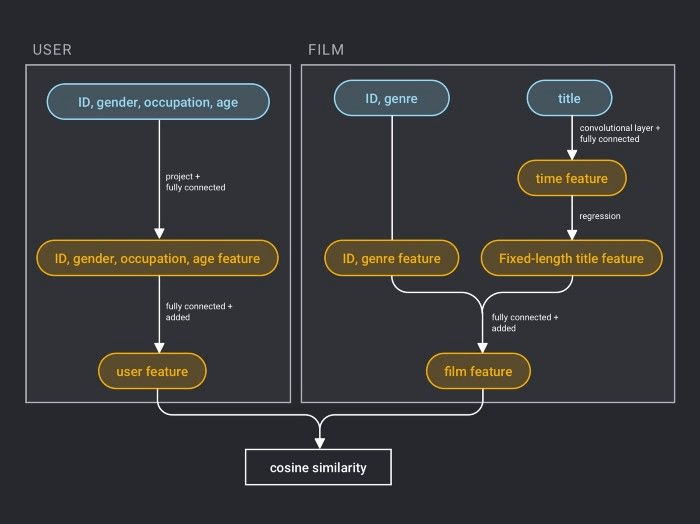 USER
FILM
ID, gender, occupation, age
ID, genre
title
convolutional layer +
fully connected
project +
fully connected
time feature
regression
ID, gender, occupation, age feature
ID, genre feature
Fixed-length title feature
fully connected +
added
fully connected +
added
user feature
film feature
cosine similarity